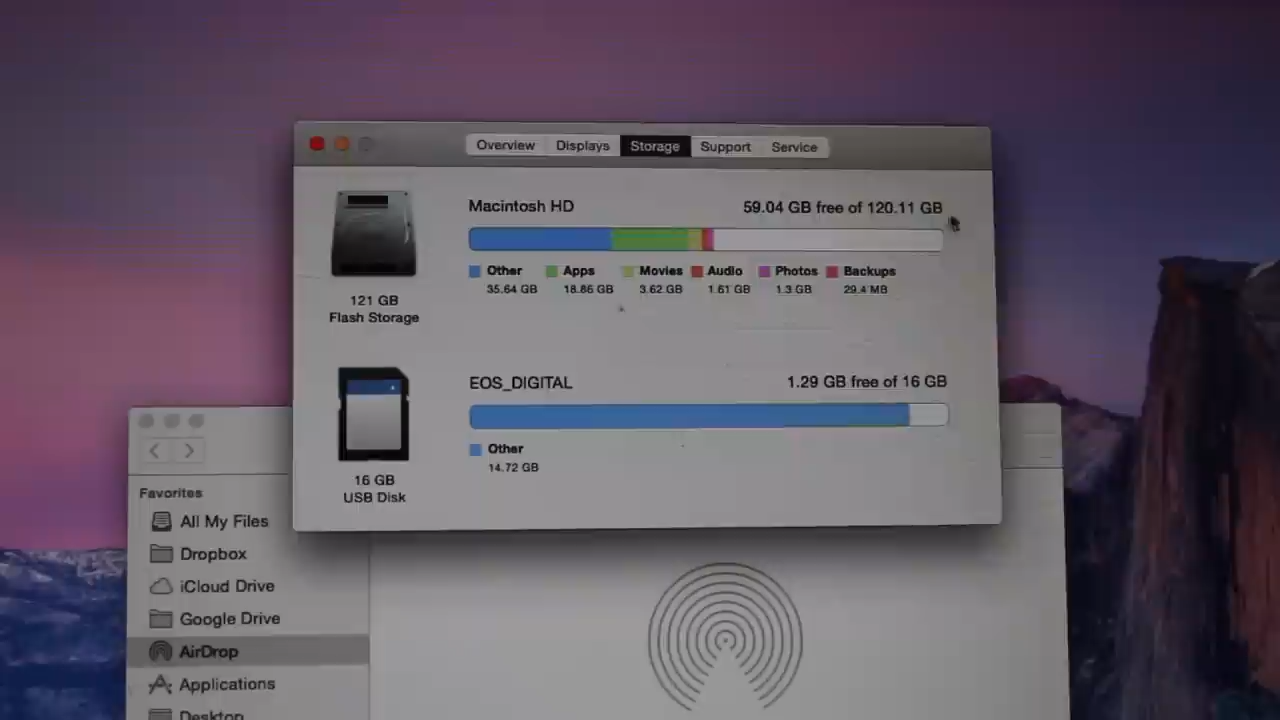 Overview Displays Storage Support Service
Macintosh HD 59.04 GB free of 120.11 GB
Other Apps Movies Audio Photos Backups
35.64 GB 18.86 GB 3.62 GB 1.61 GB 1.3 GB 29.4 MB
121 GB
Flash Storage
EOS_DIGITAL 1.29 GB free of 16 GB
Other
14.72 GB
16 GB
USB Disk
Favorites
All My Files
Dropbox
iCloud Drive
Google Drive
AirDrop
Applications
Desktop